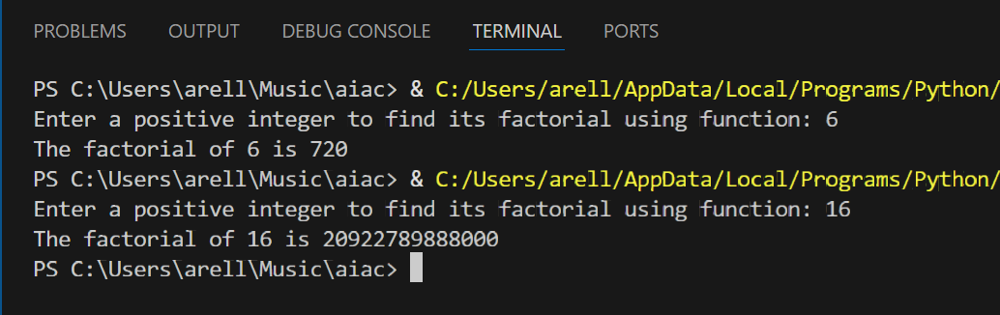 PROBLEMS OUTPUT DEBUG CONSOLE TERMINAL PORTS
PS C:\Users\arell\Music\aiac> & C:/Users/arell/AppData/Local/Programs/Python/
Enter a positive integer to find its factorial using function: 6
The factorial of 6 is 720
PS C:\Users\arell\Music\aiac> & C:/Users/arell/AppData/Local/Programs/Python/
Enter a positive integer to find its factorial using function: 16
The factorial of 16 is 20922789888000
PS C:\Users\arell\Music\aiac>